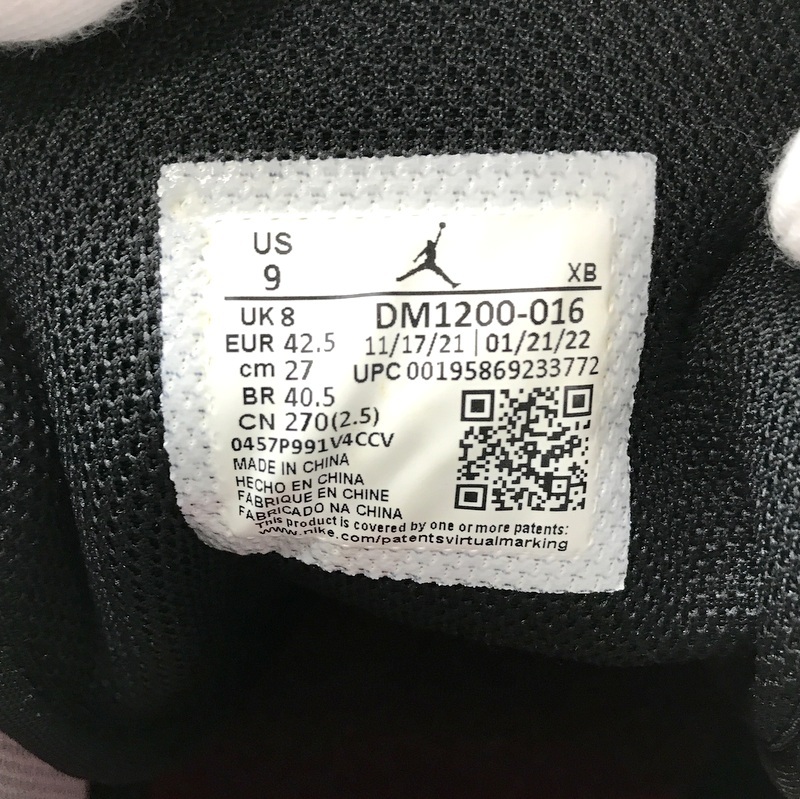 US
9
XB
UK 8
DM1200-016
EUR 42.5
11/17/21 | 01/21/22
cm 27
UPC 00195869233772
BR 40.5
CN 270(2.5)
0457P991V4CCV
MADE IN CHINA
HECHO EN CHINA
FABRIQUE EN CHINE
FABRICADO NA CHINA
This product is covered by one or more patents:
www.nike.com/patentsvirtualmarking